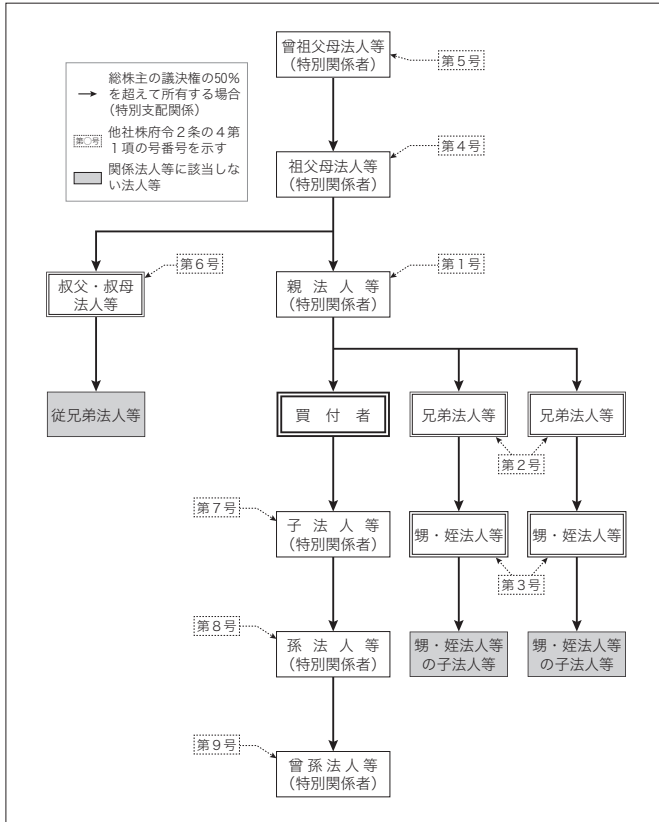 曾祖父母法人等
(特別関係者)
第5号
総株主の議決権の50%
を超えて所有する場合
(特別支配関係)
第○号
他社株府令2条の4第
1項の号番号を示す
関係法人等に該当しな
い法人等
第4号
祖父母法人等
(特別関係者)
第6号
第1号
叔父・叔母
法人等
親法人等
(特別関係者)
従兄弟法人等
買付者
兄弟法人等
兄弟法人等
第2号
第7号
子法人等
(特別関係者)
甥・姪法人等
甥・姪法人等
第3号
第8号
孫法人等
(特別関係者)
甥・姪法人等
の子法人等
甥・姪法人等
の子法人等
第9号
曾孫法人等
(特別関係者)